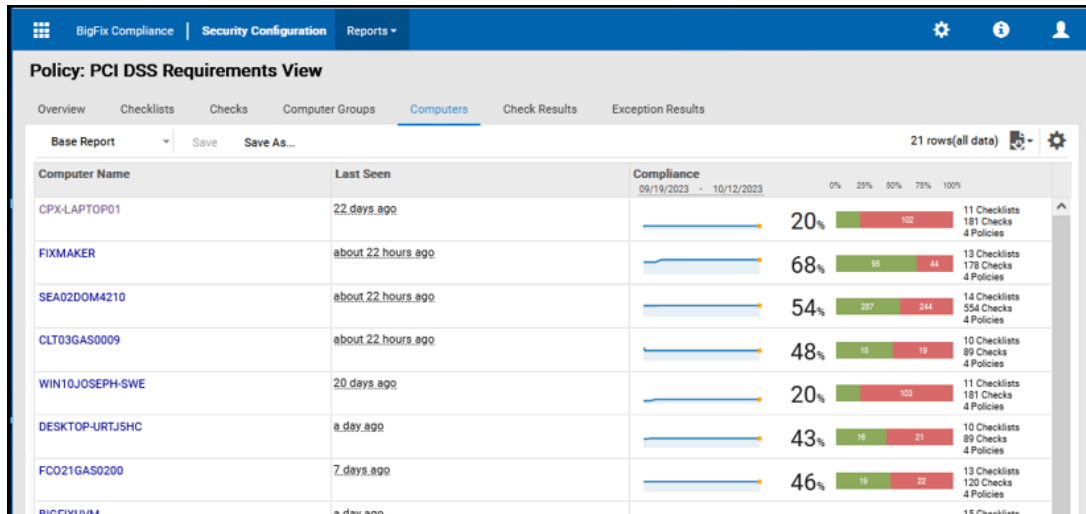 BigFix Compliance | Security Configuration Reports
Policy: PCI DSS Requirements View
Overview Checklists Checks Computer Groups Computers Check Results Exception Results
Base Report Save Save As... 21 rows(all data)
Computer Name Last Seen Compliance
09/19/2023 - 10/12/2023 0% 25% 50% 75% 100%
CPX-LAPTOP01 22 days ago 20% 102 11 Checklists
181 Checks
4 Policies
FIXMAKER about 22 hours ago 68% 95 44 13 Checklists
178 Checks
4 Policies
SEA02DOM4210 about 22 hours ago 54% 287 244 14 Checklists
554 Checks
4 Policies
CLT03GAS0009 about 22 hours ago 48% 18 19 10 Checklists
89 Checks
4 Policies
WIN10JOSEPH-SWE 20 days ago 20% 103 11 Checklists
181 Checks
4 Policies
DESKTOP-URTJ5HC a day ago 43% 16 21 10 Checklists
89 Checks
4 Policies
FCO21GAS0200 7 days ago 46% 19 22 13 Checklists
120 Checks
4 Policies
a day ago 15 Checklists